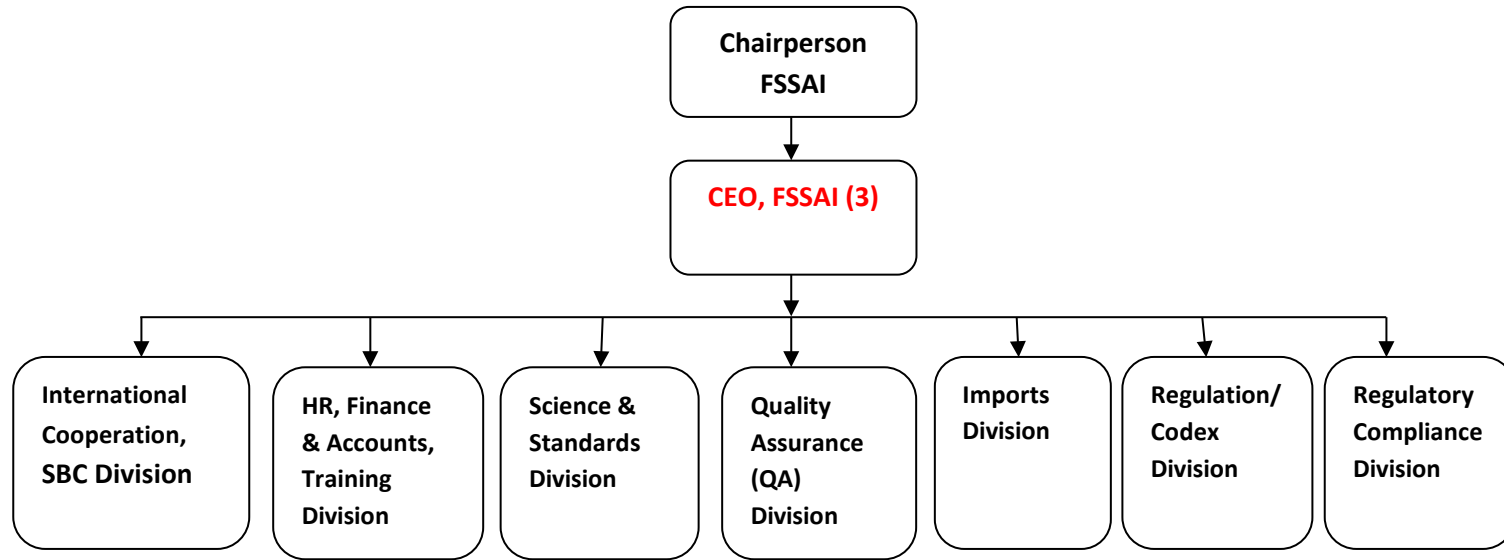 Chairperson
FSSAI
CEO, FSSAI (3)
International
Cooperation,
SBC Division
HR, Finance
& Accounts,
Training
Division
Science &
Standards
Division
Quality
Assurance
(QA)
Division
Imports
Division
Regulation/
Codex
Division
Regulatory
Compliance
Division